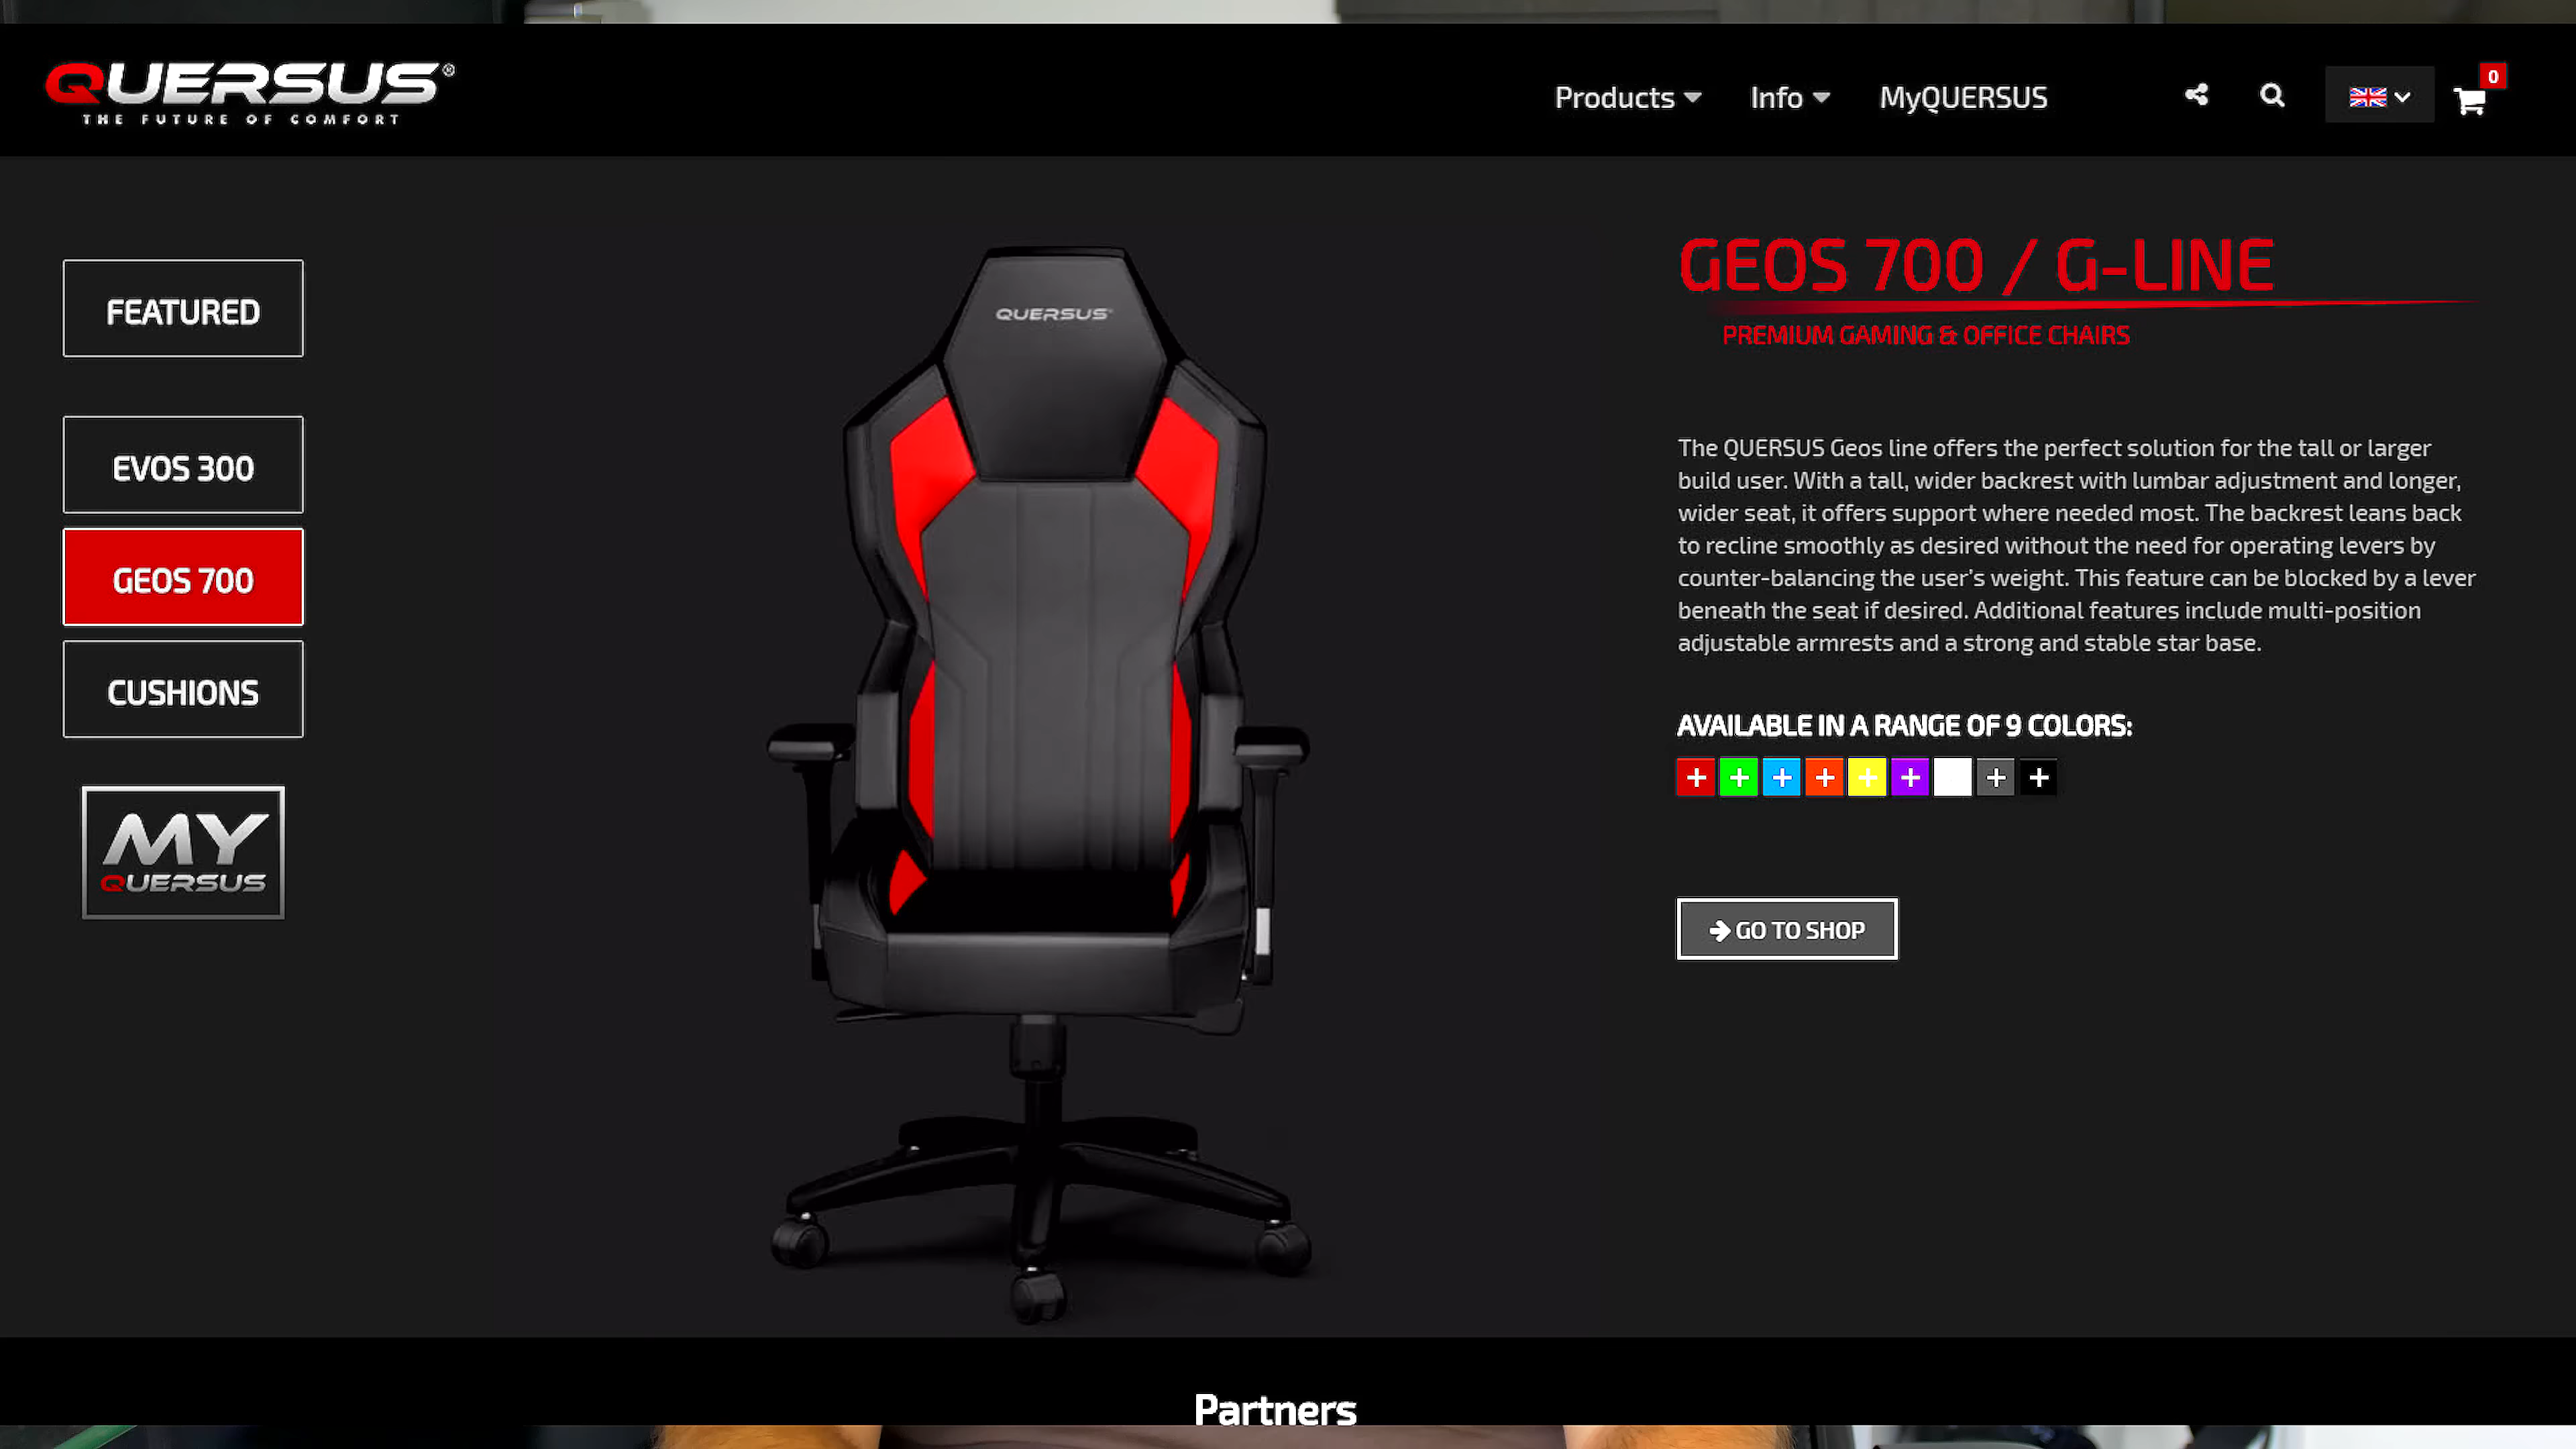 QUERSUS®
THE FUTURE OF COMFORT
Products
Info
MyQUERSUS
0
FEATURED
EVOS 300
GEOS 700
CUSHIONS
MY
QUERSUS
QUERSUS
GEOS 700 / G-LINE
PREMIUM GAMING & OFFICE CHAIRS
The QUERSUS Geos line offers the perfect solution for the tall or larger
build user. With a tall, wider backrest with lumbar adjustment and longer,
wider seat, it offers support where needed most. The backrest leans back
to recline smoothly as desired without the need for operating levers by
counter-balancing the user's weight. This feature can be blocked by a lever
beneath the seat if desired. Additional features include multi-position
adjustable armrests and a strong and stable star base.
AVAILABLE IN A RANGE OF 9 COLORS:
GO TO SHOP
Partners